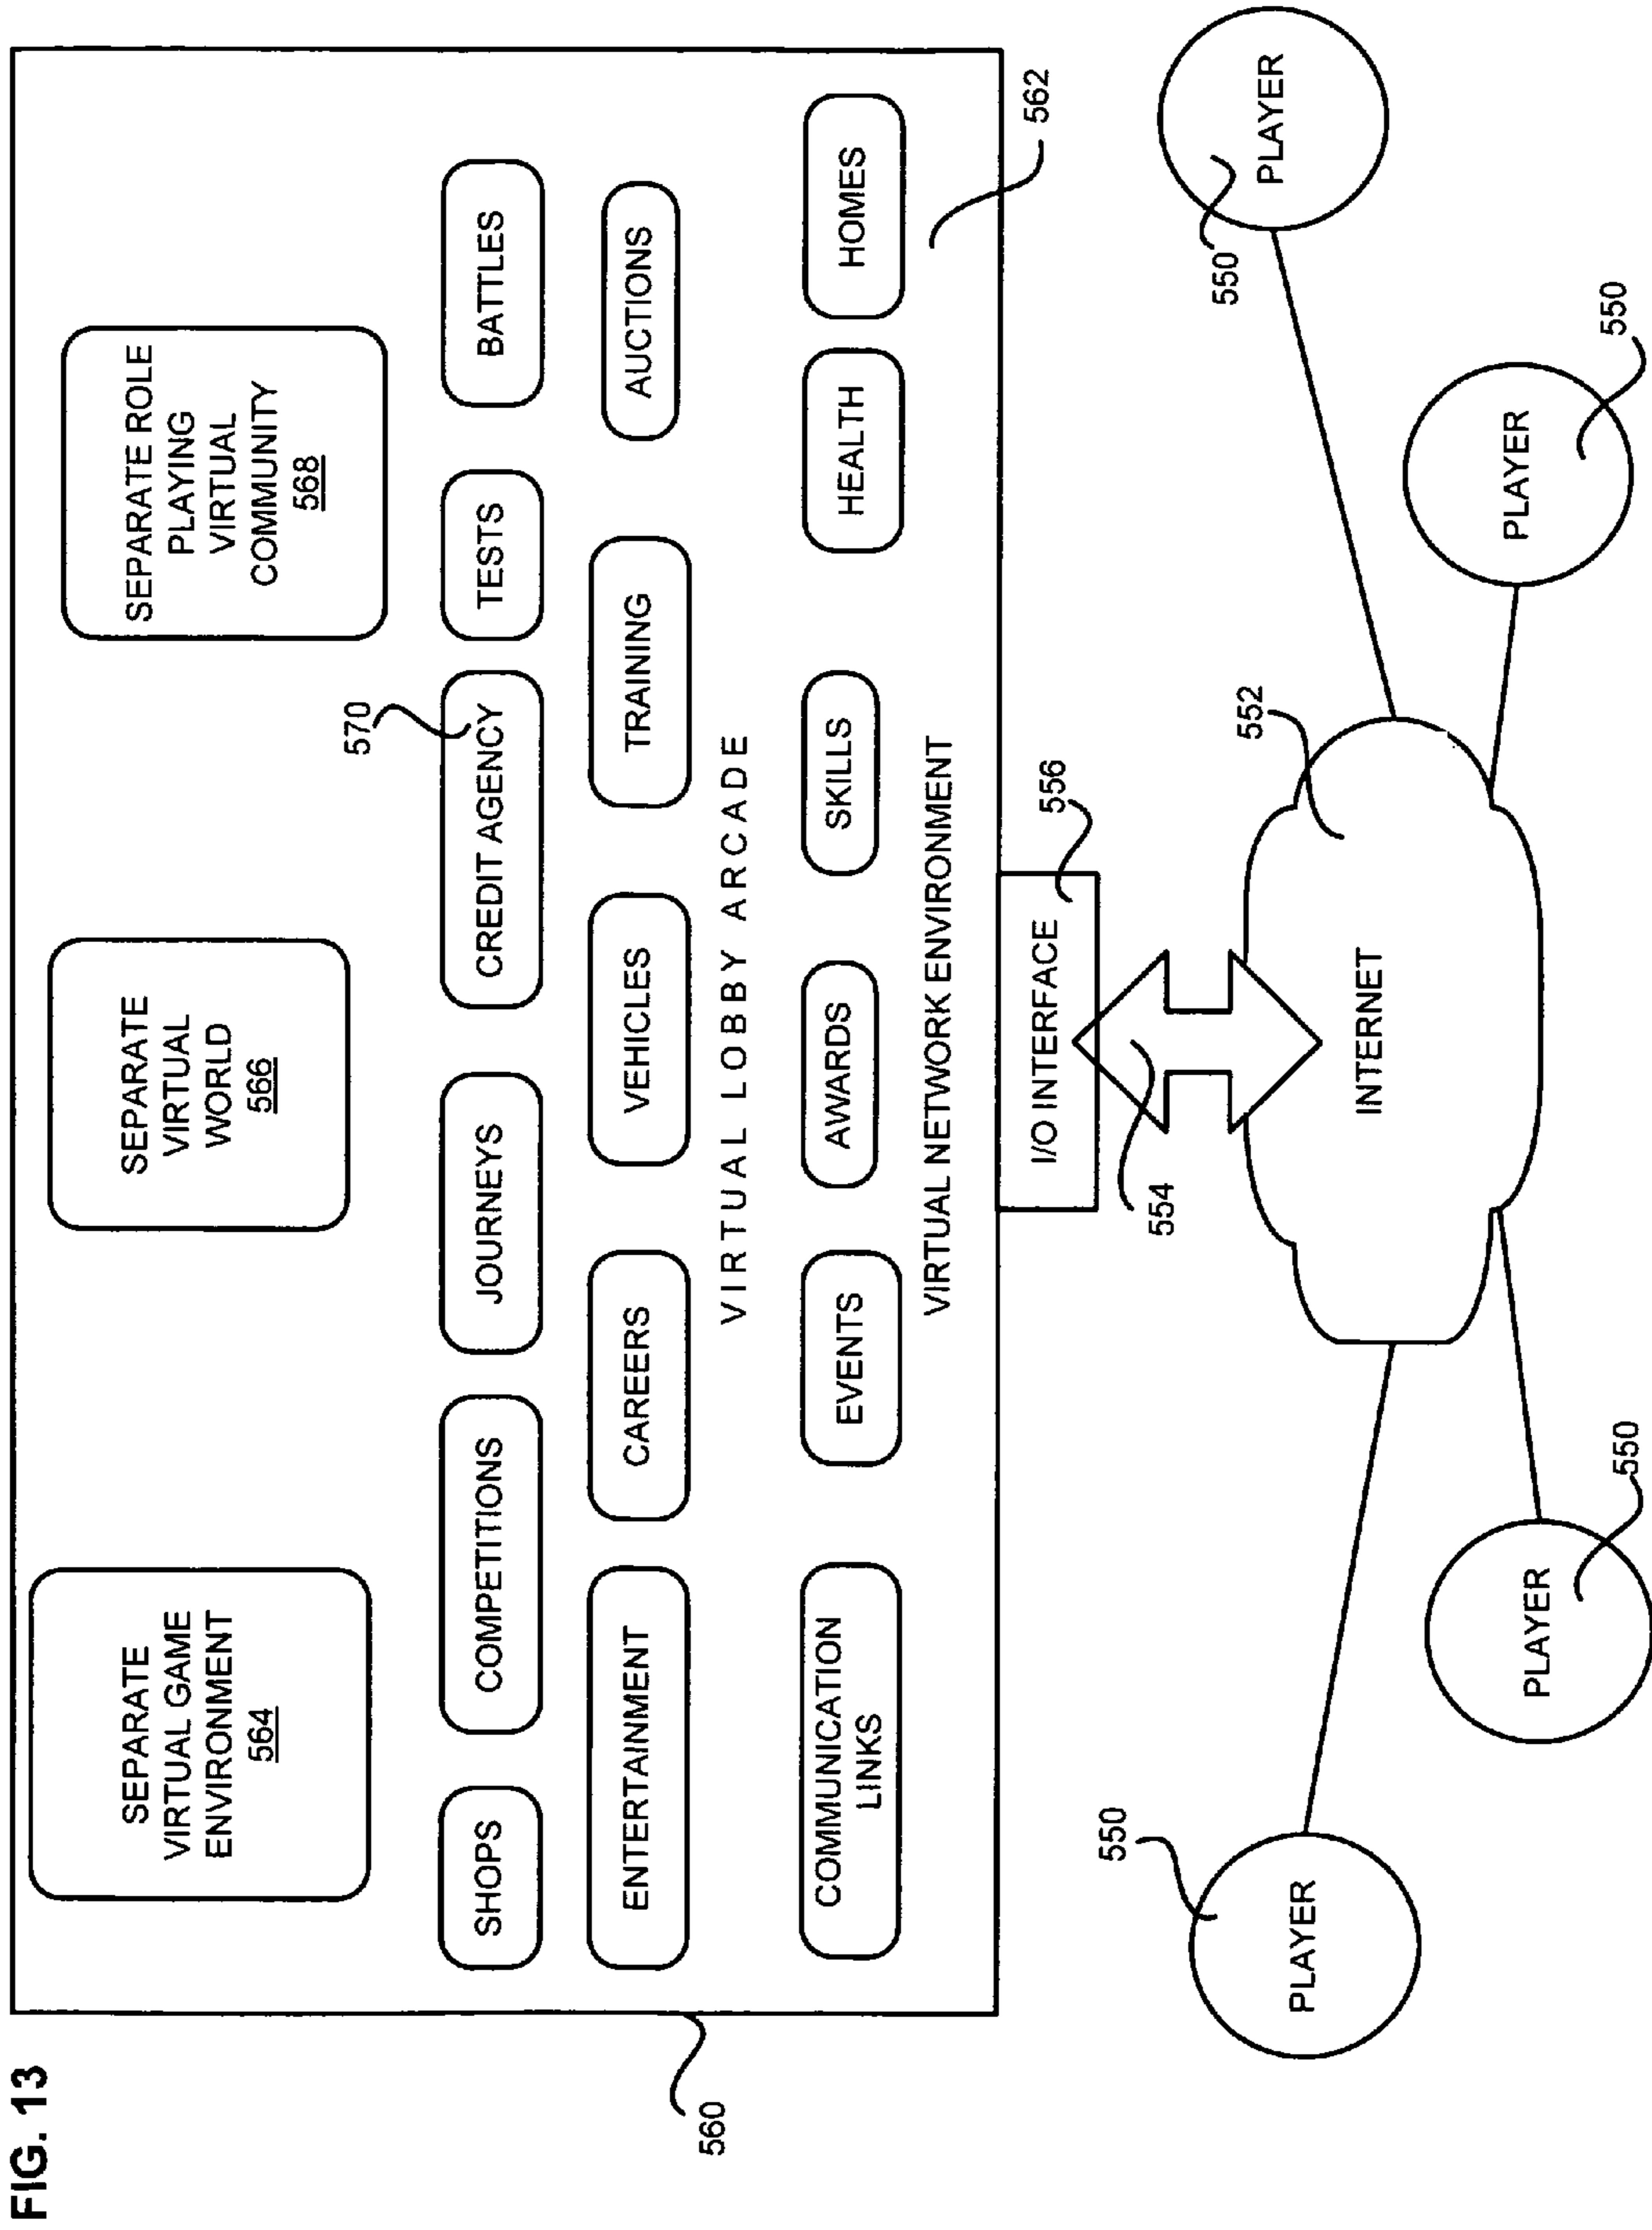 FIG. 13
SEPARATE
VIRTUAL GAME
ENVIRONMENT
564
SEPARATE
VIRTUAL
WORLD
566
SEPARATE ROLE
PLAYING
VIRTUAL
COMMUNITY
568
570
SHOPS
COMPETITIONS
JOURNEYS
CREDIT AGENCY
TESTS
BATTLES
ENTERTAINMENT
CAREERS
VEHICLES
TRAINING
AUCTIONS
VIRTUAL LOBBY ARCADE
COMMUNICATION
LINKS
EVENTS
AWARDS
SKILLS
HEALTH
HOMES
VIRTUAL NETWORK ENVIRONMENT
560
562
I/O INTERFACE
556
554
552
INTERNET
550
PLAYER
550
PLAYER
550
PLAYER
550
PLAYER